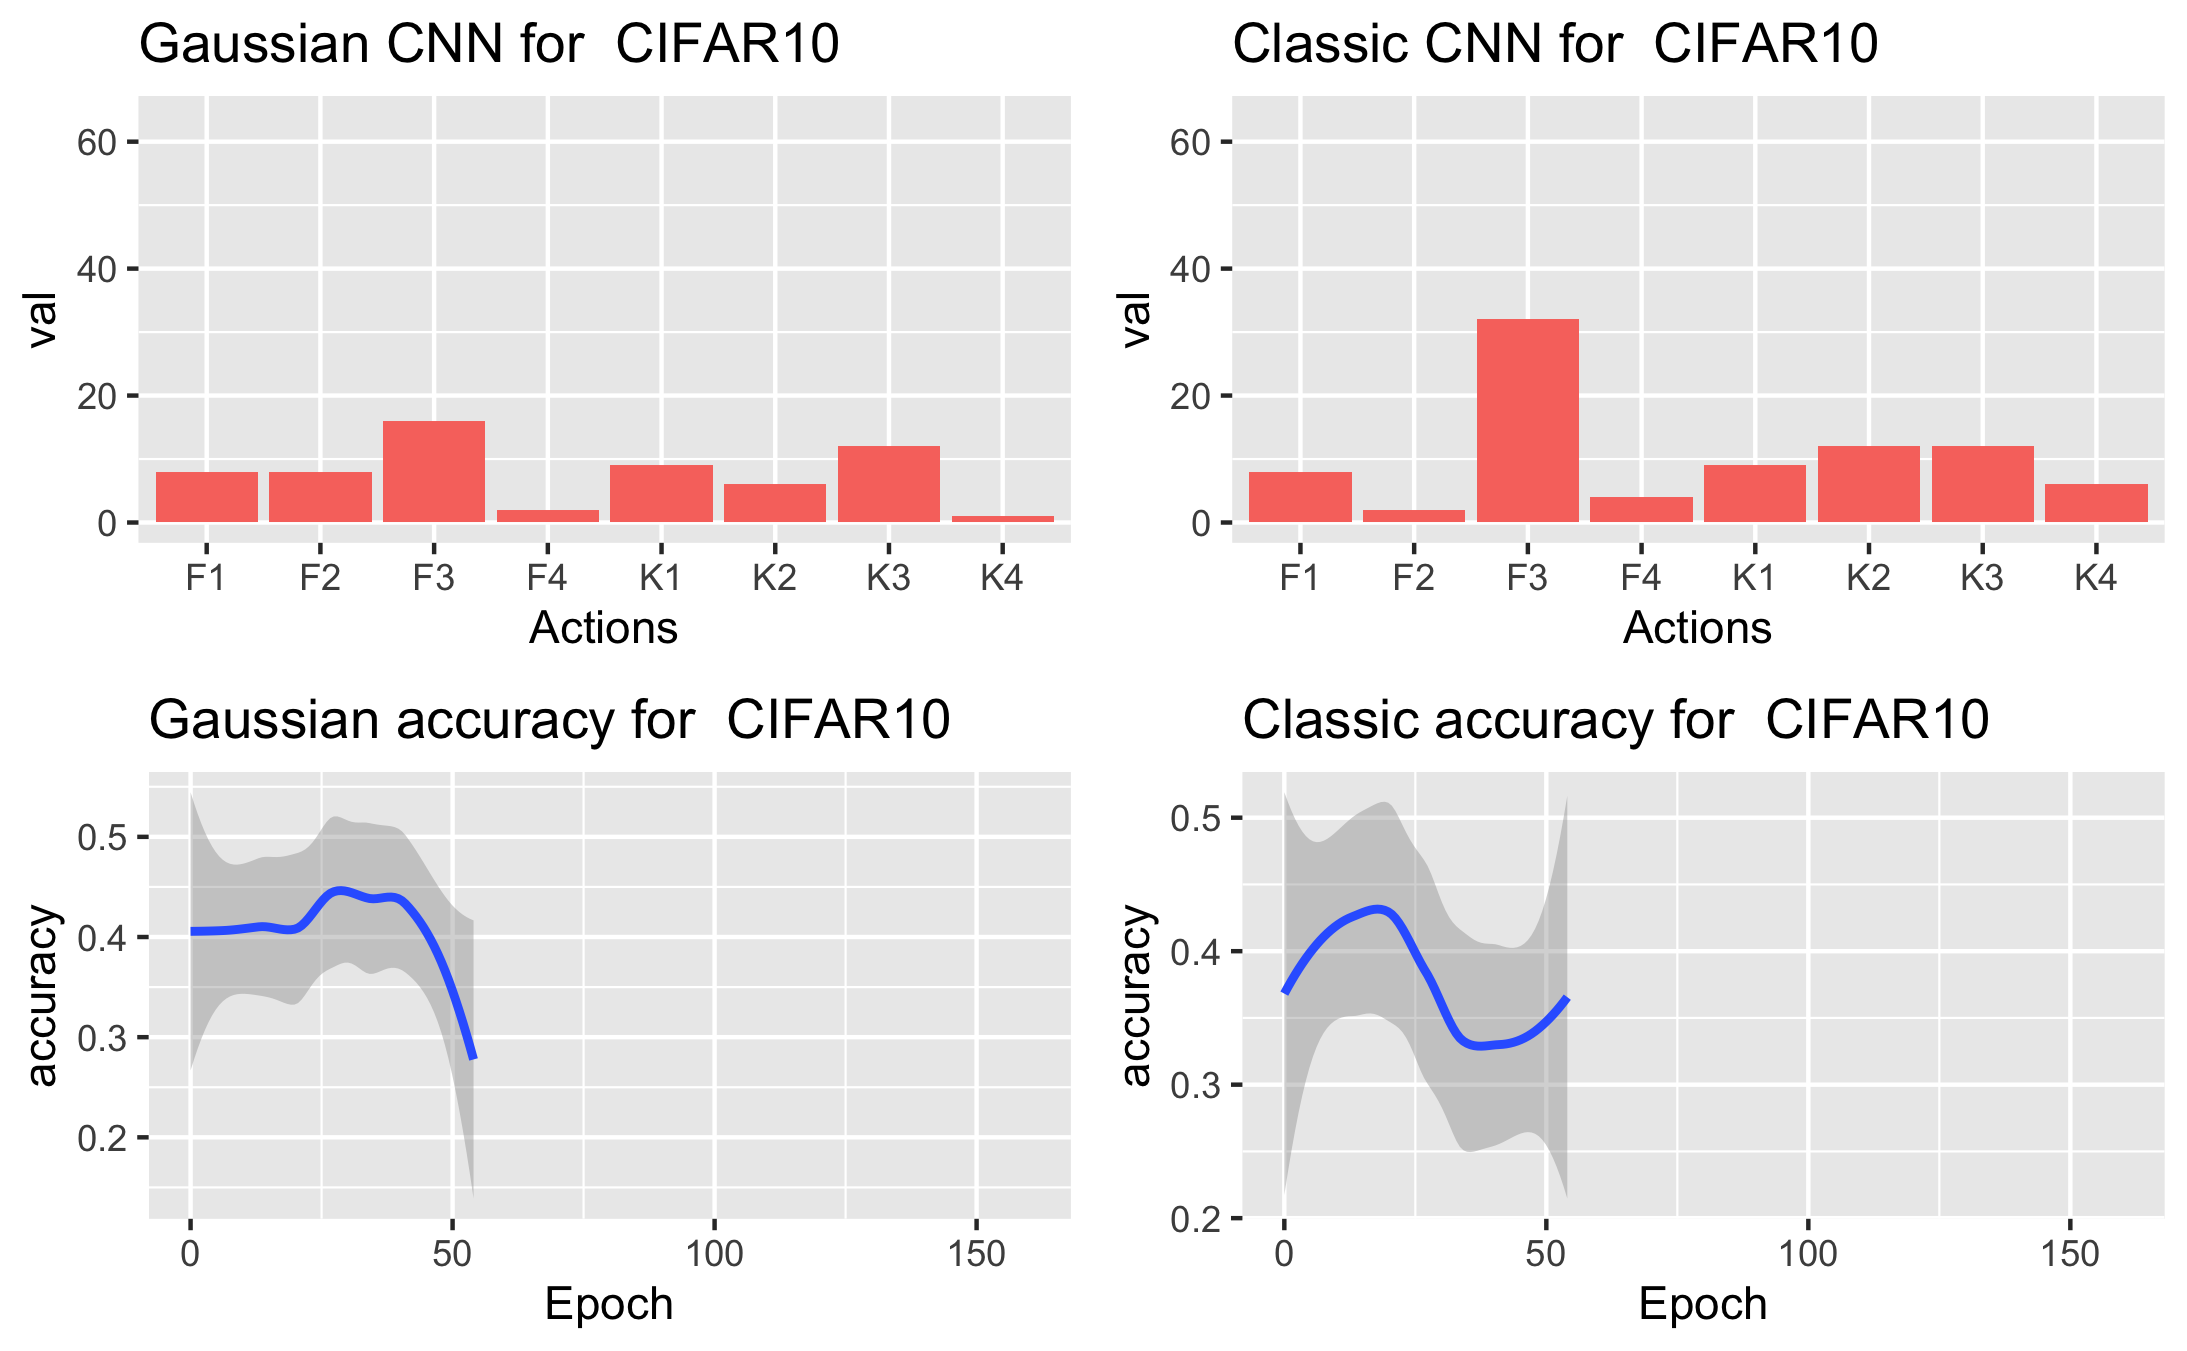 Gaussian CNN for  CIFAR10
60
40
20
0
val
F1 F2 F3 F4 K1 K2 K3 K4
Actions
Classic CNN for  CIFAR10
60
40
20
0
val
F1 F2 F3 F4 K1 K2 K3 K4
Actions
Gaussian accuracy for  CIFAR10
0.5
0.4
0.3
0.2
accuracy
0 50 100 150
Epoch
Classic accuracy for  CIFAR10
0.5
0.4
0.3
0.2
accuracy
0 50 100 150
Epoch